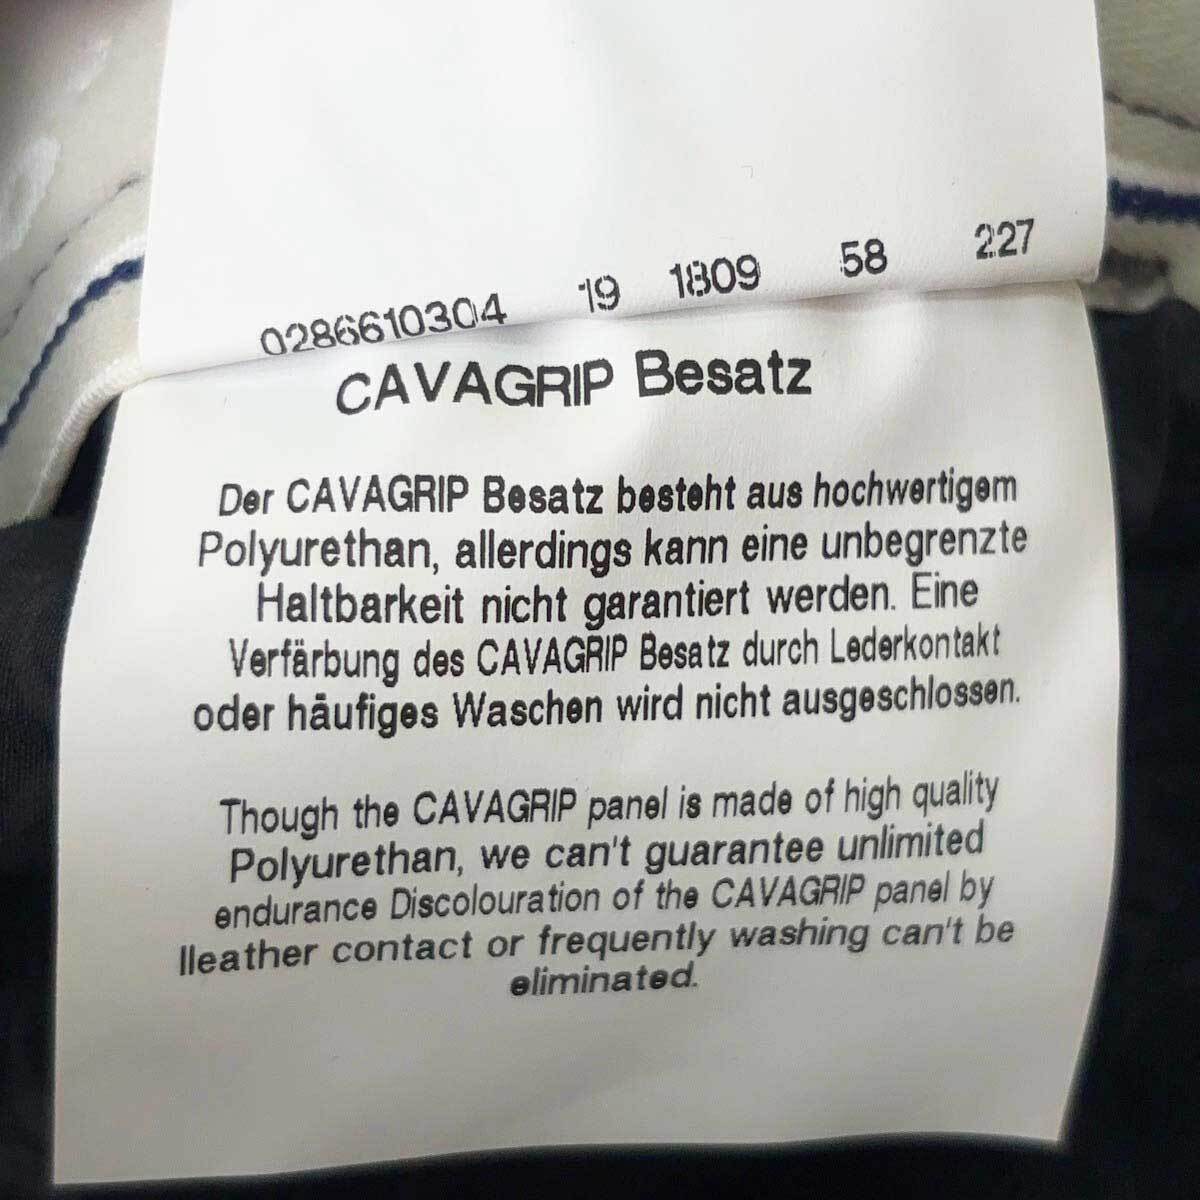 0286610304 19 1809 58 227
CAVAGRIP Besatz
Der CAVAGRIP Besatz besteht aus hochwertigem
Polyurethan, allerdings kann eine unbegrenzte
Haltbarkeit nicht garantiert werden. Eine
Verfärbung des CAVAGRIP Besatz durch Lederkontakt
oder häufiges Waschen wird nicht ausgeschlossen.
Though the CAVAGRIP panel is made of high quality
Polyurethan, we can't guarantee unlimited
endurance Discolouration of the CAVAGRIP panel by
lleather contact or frequently washing can't be
eliminated.